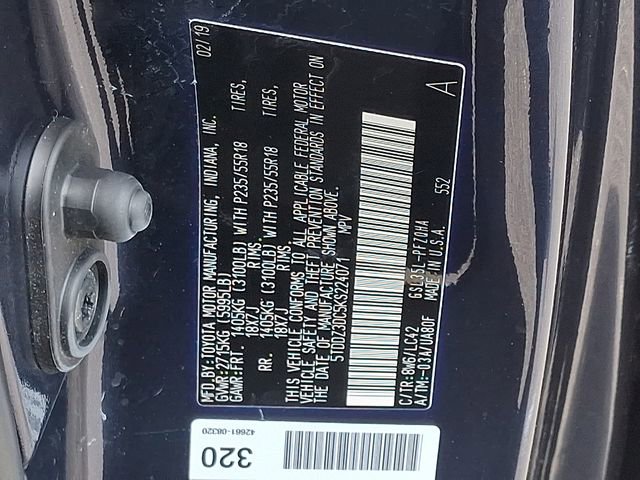 MFD.BY:TOYOTA MOTOR MANUFACTURING, INDIANA, INC. 02/19
GVWR:2715KG (5995LB)
GAWR:FRT. 1405KG (3100LB) WITH P235/55R18 TIRES,
18X7J RIMS,
RR. 1405KG (3100LB) WITH P235/55R18 TIRES,
18X7J RIMS.
THIS VEHICLE CONFORMS TO ALL APPLICABLE FEDERAL MOTOR
VEHICLE SAFETY AND THEFT PREVENTION STANDARDS IN EFFECT ON
THE DATE OF MANUFACTURE SHOWN ABOVE.
5TDDZ3DC5KS224071 MPV
A
C/TR:8W6/LC42 GSL35L-PFZQHA
A/TM:-03A/UA80F MADE IN U.S.A. 552
42661-08320
320